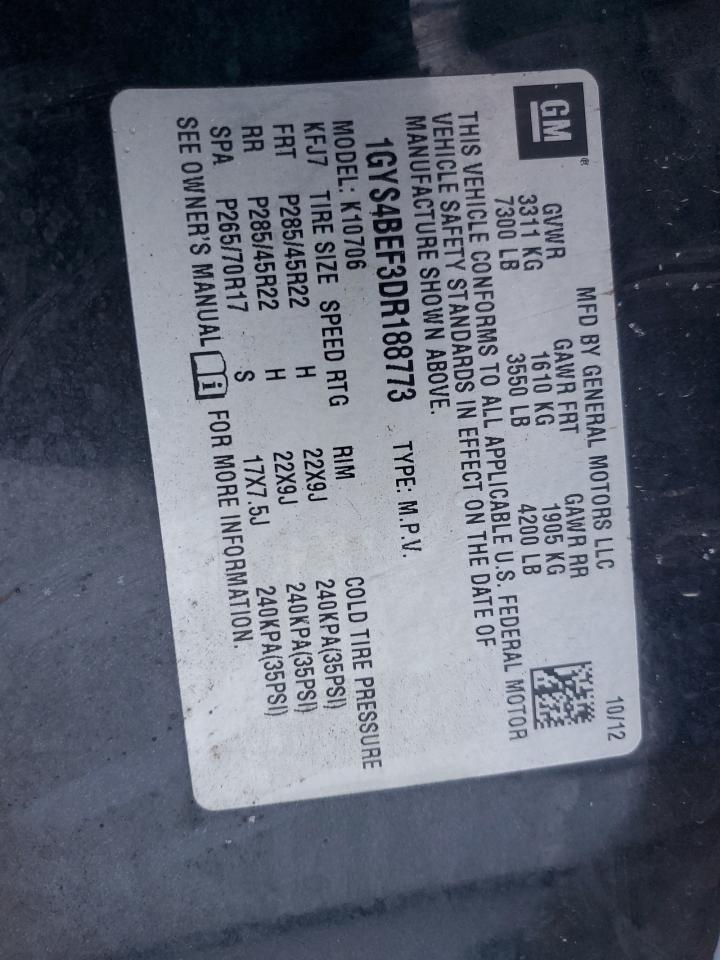 GM
MFD BY GENERAL MOTORS LLC 10/12
GVWR GAWR FRT GAWR RR
3311 KG 1610 KG 1905 KG
7300 LB 3550 LB 4200 LB
THIS VEHICLE CONFORMS TO ALL APPLICABLE U.S. FEDERAL MOTOR
VEHICLE SAFETY STANDARDS IN EFFECT ON THE DATE OF
MANUFACTURE SHOWN ABOVE.
1GYS4BEF3DR188773 TYPE: M.P.V.
MODEL: K10706
KFJ7 TIRE SIZE SPEED RTG RIM COLD TIRE PRESSURE
FRT P285/45R22 H 22X9J 240KPA(35PSI)
RR P285/45R22 H 22X9J 240KPA(35PSI)
SPA P265/70R17 S 17X7.5J 240KPA(35PSI)
SEE OWNER'S MANUAL FOR MORE INFORMATION.